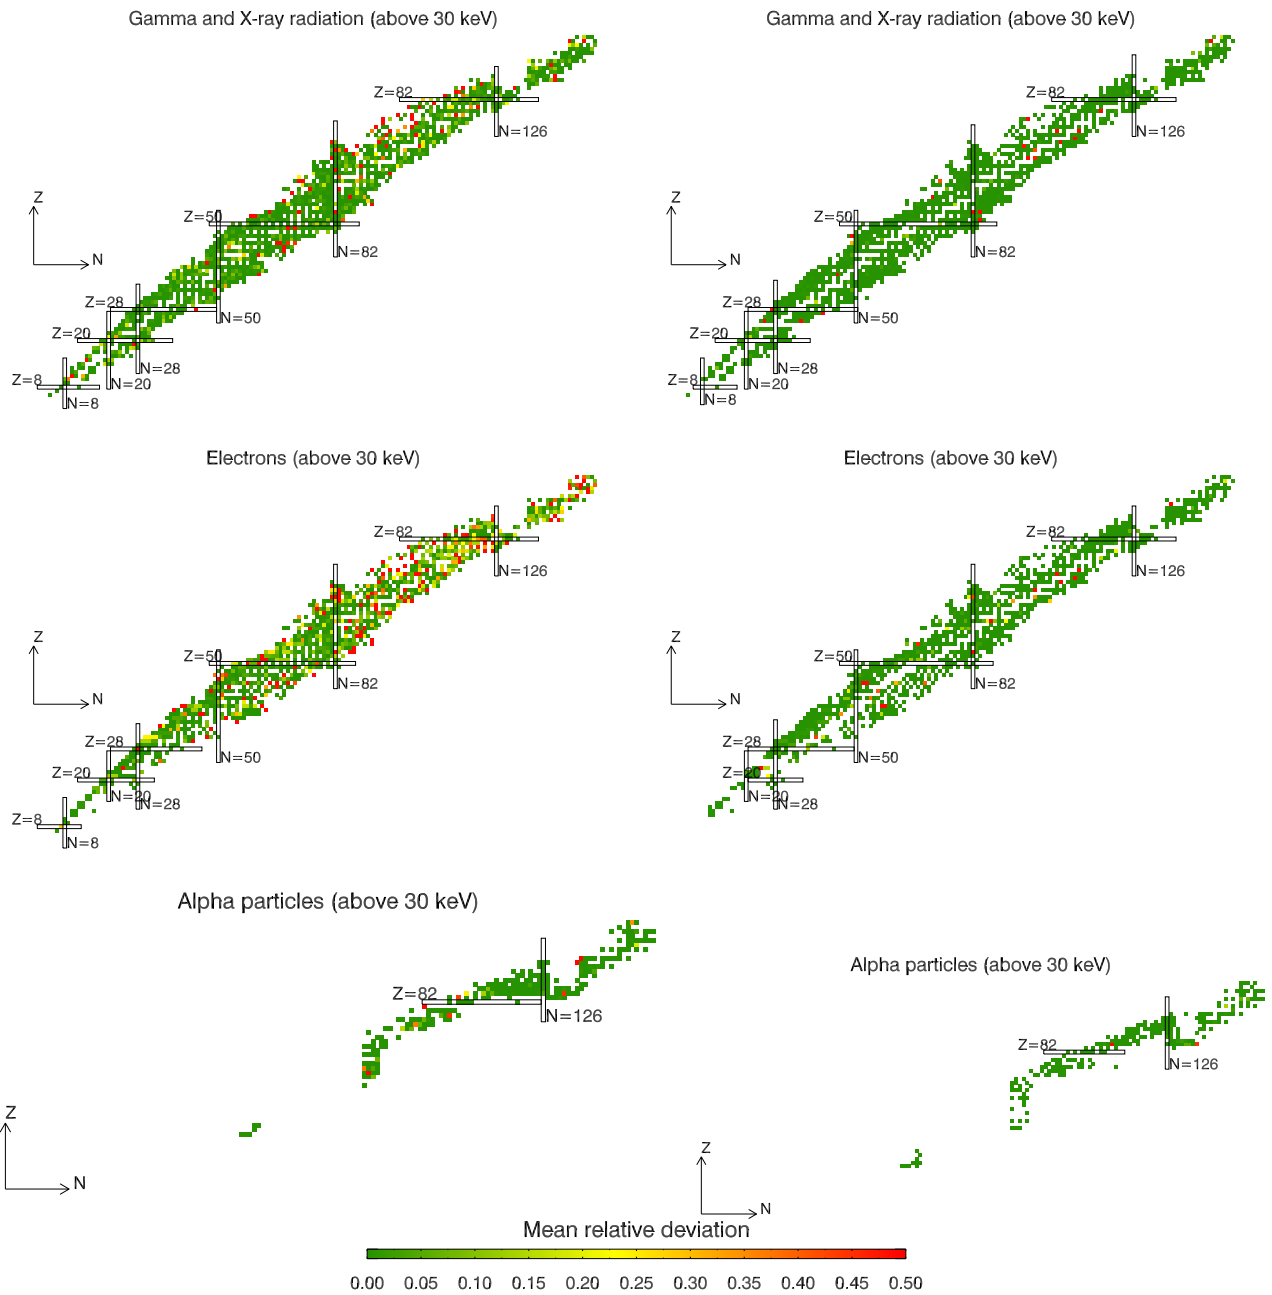 Gamma and X-ray radiation (above 30 keV)
Z=82
N=126
Z=50
N=82
Z=28
N=50
Z=20
N=28
Z=8
N=20
N=8
Z
N
Gamma and X-ray radiation (above 30 keV)
Z=82
N=126
Z=50
N=82
Z=28
N=50
Z=20
N=28
Z=8
N=20
N=8
Z
N
Electrons (above 30 keV)
Z=82
N=126
Z=50
N=82
Z=28
N=50
Z=20
N=20
N=28
Z=8
N=8
Z
N
Electrons (above 30 keV)
Z=82
N=126
Z=50
N=82
Z=28
N=50
Z=20
N=20
N=28
Z
N
Alpha particles (above 30 keV)
Z=82
N=126
Z
N
Alpha particles (above 30 keV)
Z=82
N=126
Z
N
Mean relative deviation
0.00 0.05 0.10 0.15 0.20 0.25 0.30 0.35 0.40 0.45 0.50